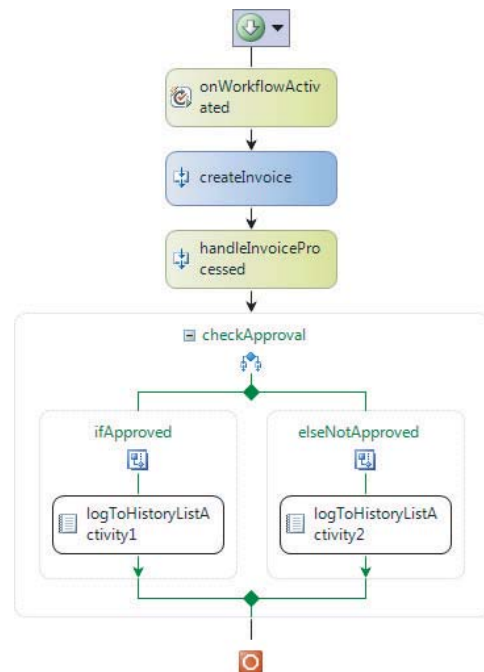 onWorkflowActiv
ated
createInvoice
handleInvoicePro
cessed
checkApproval
ifApproved
elseNotApproved
logToHistoryListA
ctivity1
logToHistoryListA
ctivity2